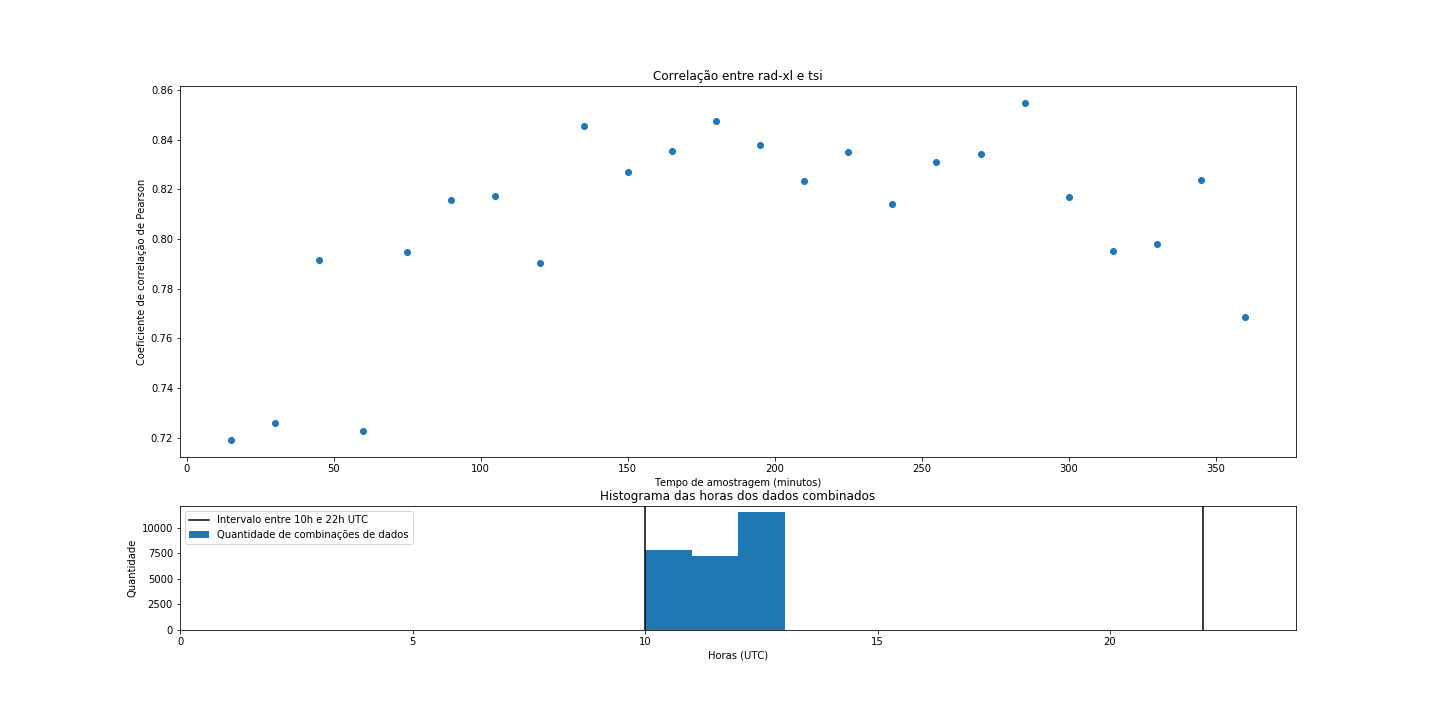 Correlação entre rad-xl e tsi
Coeficiente de correlação de Pearson
0.86
0.84
0.82
0.80
0.78
0.76
0.74
0.72
0 50 100 150 200 250 300 350
Tempo de amostragem (minutos)
Histograma das horas dos dados combinados
Intervalo entre 10h e 22h UTC
Quantidade de combinações de dados
Quantidade
10000
7500
5000
2500
0
0 5 10 15 20
Horas (UTC)